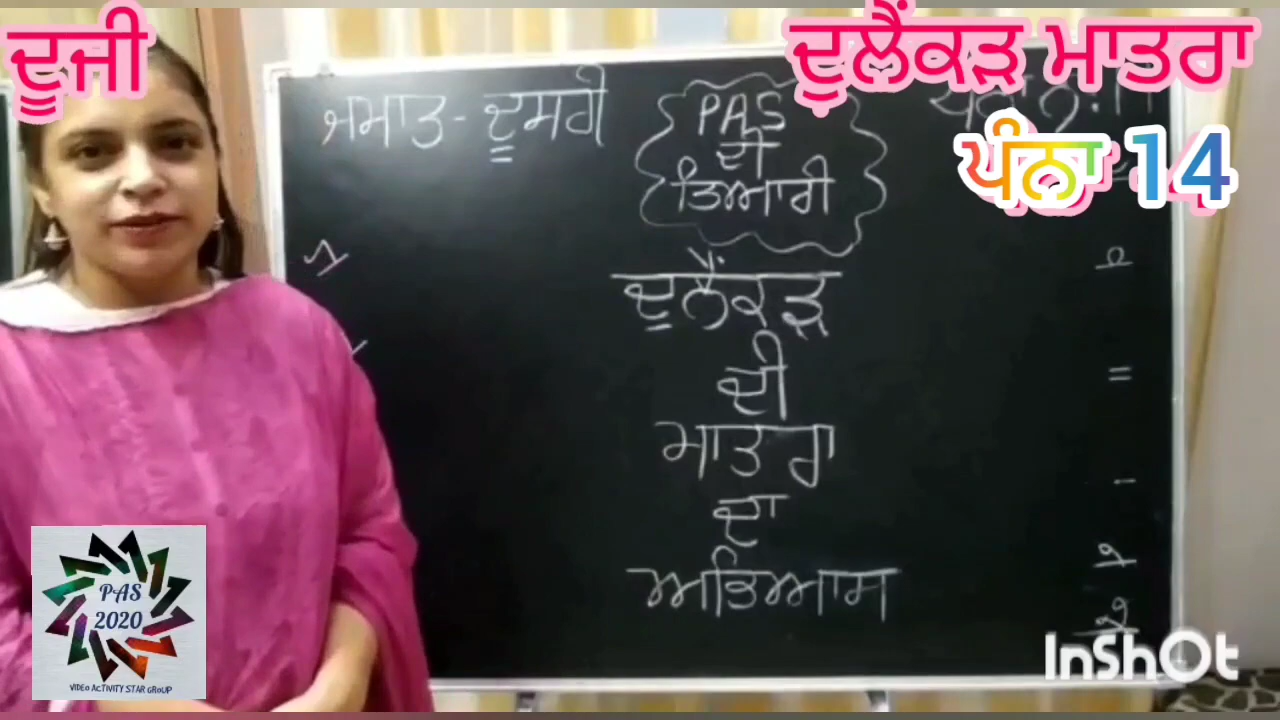 ਦੂਜੀ
ਦੁਲੈਂਕੜ ਮਾਤਰਾ
ਪੰਨਾ 14
ਜਮਾਤ - ਦੂਸਰੀ
PAS
ਦੀ
ਤਿਆਰੀ
ਪੰਨਾ ਨੰ:
ਦੁਲੈਂਕੜ
ਦੀ
ਮਾਤਰਾ
ਦਾ
ਅਭਿਆਸ
PAS
2020
VIDEO ACTIVITY STAR GROUP
InShOt